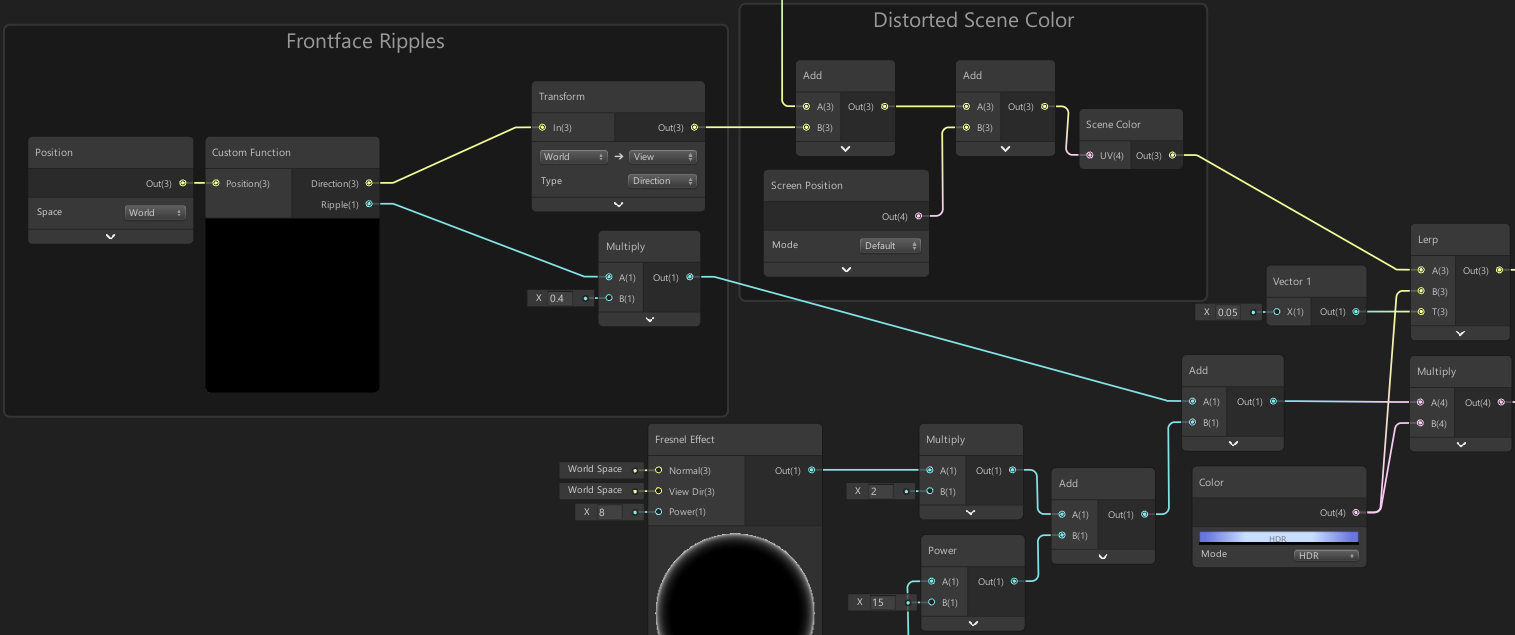 Frontface Ripples
Position
Out(3)
Space
World
Custom Function
Position(3)
Direction(3)
Ripple(1)
Transform
In(3)
Out(3)
World
View
Type
Direction
Multiply
A(1)
Out(1)
X 0.4
B(1)
Distorted Scene Color
Add
A(3)
Out(3)
B(3)
Add
A(3)
Out(3)
B(3)
Scene Color
UV(4)
Out(3)
Screen Position
Out(4)
Mode
Default
Lerp
A(3)
Out(3)
B(3)
T(3)
Vector 1
X 0.05
X(1)
Out(1)
Add
A(1)
Out(1)
B(1)
Multiply
A(4)
Out(4)
B(4)
Fresnel Effect
World Space
Normal(3)
Out(1)
World Space
View Dir(3)
X 8
Power(1)
Multiply
A(1)
Out(1)
X 2
B(1)
Add
A(1)
Out(1)
B(1)
Power
A(1)
Out(1)
X 15
B(1)
Color
Out(4)
HDR
Mode
HDR